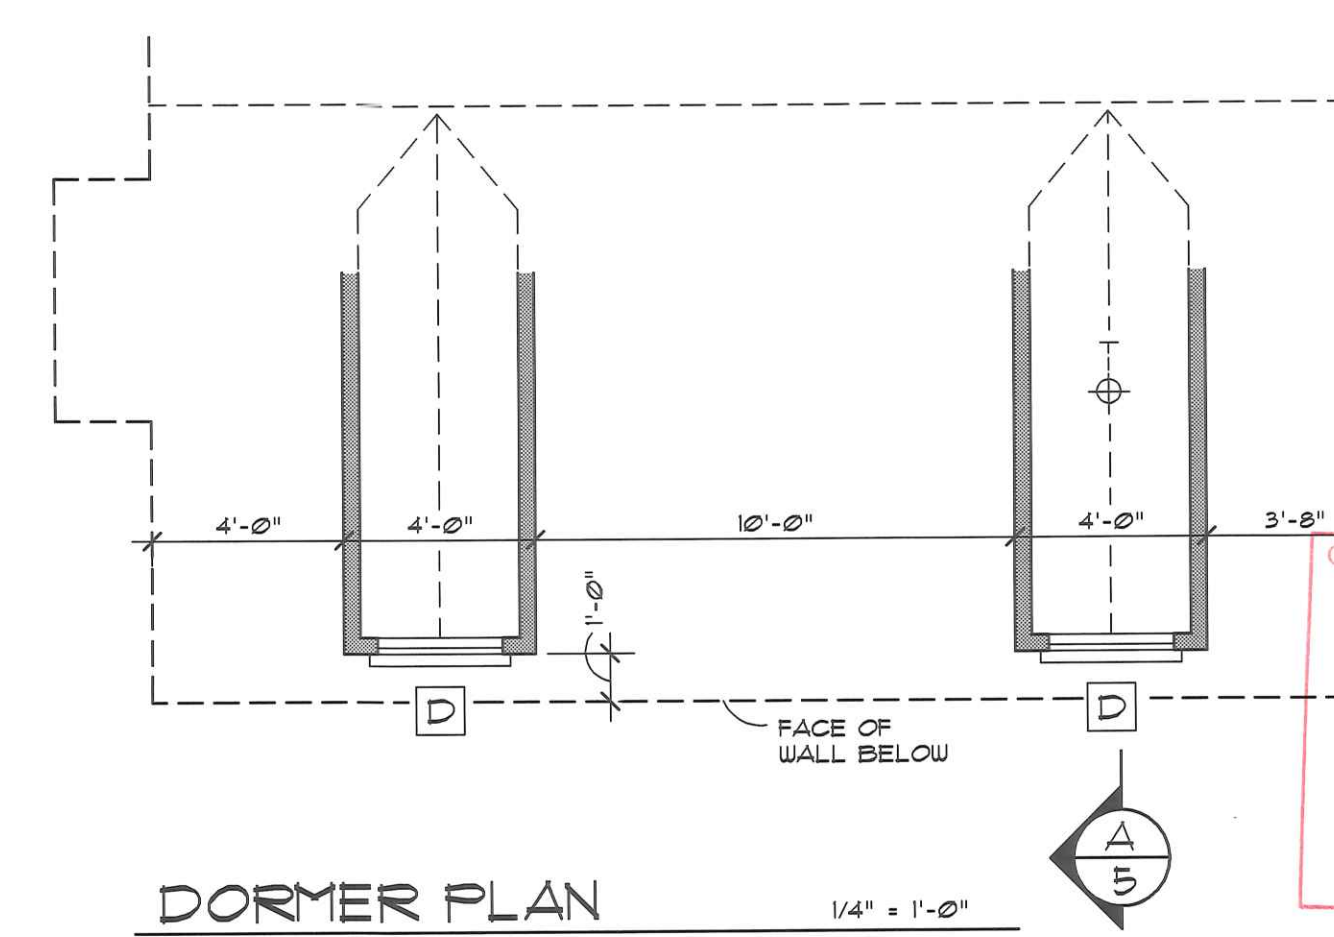 4'-0" 4'-0" 10'-0" 4'-0" 3'-8"
1'-0"
D D
FACE OF
WALL BELOW
A
5
DORMER PLAN 1/4" = 1'-0"